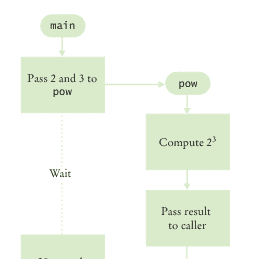 main
Pass 2 and 3 to
pow
pow
Compute 2³
Wait
Pass result
to caller